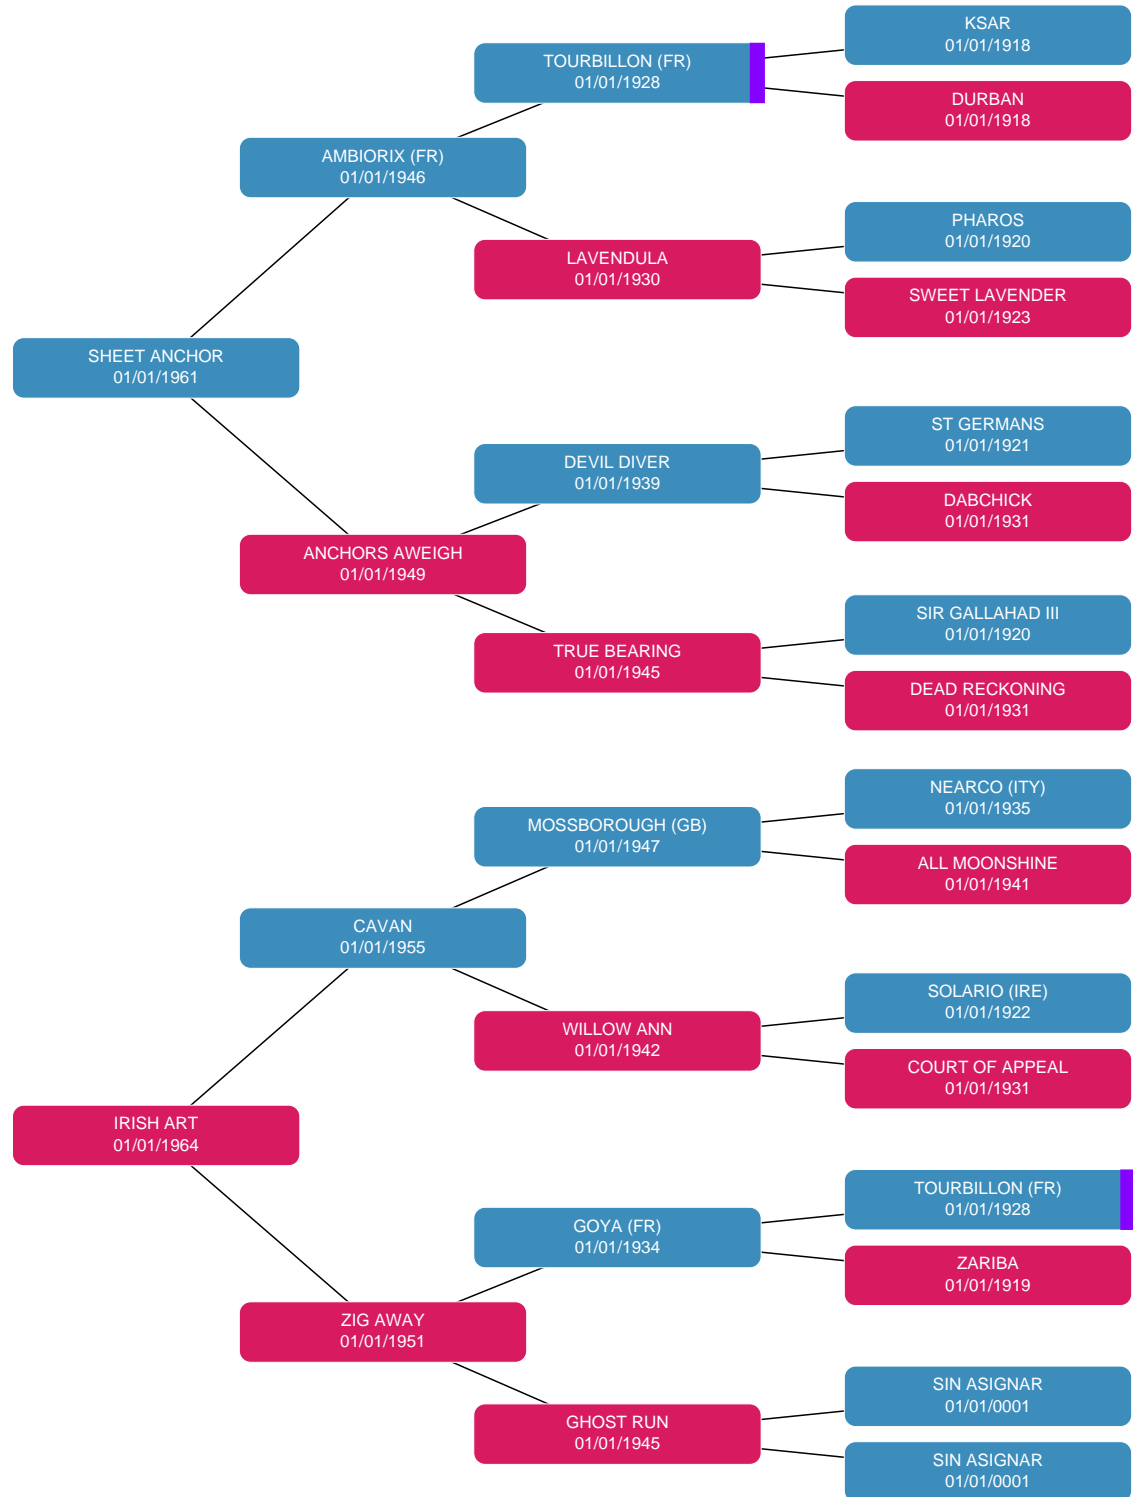 KSAR
01/01/1918
TOURBILLON (FR)
01/01/1928
DURBAN
01/01/1918
AMBIORIX (FR)
01/01/1946
PHAROS
01/01/1920
LAVENDULA
01/01/1930
SWEET LAVENDER
01/01/1923
SHEET ANCHOR
01/01/1961
ST GERMANS
01/01/1921
DEVIL DIVER
01/01/1939
DABCHICK
01/01/1931
ANCHORS AWEIGH
01/01/1949
SIR GALLAHAD III
01/01/1920
TRUE BEARING
01/01/1945
DEAD RECKONING
01/01/1931
NEARCO (ITY)
01/01/1935
MOSSBOROUGH (GB)
01/01/1947
ALL MOONSHINE
01/01/1941
CAVAN
01/01/1955
SOLARIO (IRE)
01/01/1922
WILLOW ANN
01/01/1942
COURT OF APPEAL
01/01/1931
IRISH ART
01/01/1964
TOURBILLON (FR)
01/01/1928
GOYA (FR)
01/01/1934
ZARIBA
01/01/1919
ZIG AWAY
01/01/1951
SIN ASIGNAR
01/01/0001
GHOST RUN
01/01/1945
SIN ASIGNAR
01/01/0001